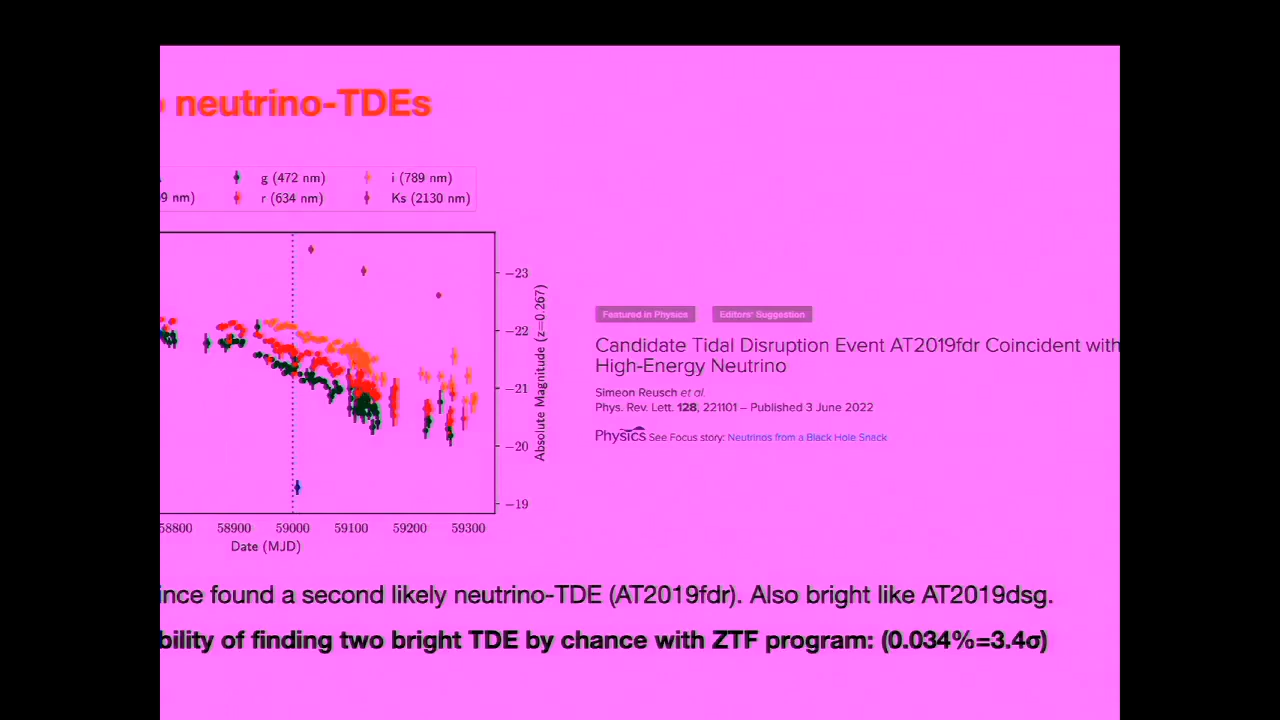 neutrino-TDEs
g (472 nm) i (789 nm)
9 nm) r (634 nm) Ks (2130 nm)
−23
−22
−21
−20
−19
Absolute Magnitude (z=0.267)
58800 58900 59000 59100 59200 59300
Date (MJD)
Featured in Physics Editors' Suggestion
Candidate Tidal Disruption Event AT2019fdr Coincident with
High-Energy Neutrino
Simeon Reusch et al.
Phys. Rev. Lett. 128, 221101 – Published 3 June 2022
Physics See Focus story: Neutrinos from a Black Hole Snack
ince found a second likely neutrino-TDE (AT2019fdr). Also bright like AT2019dsg.
bility of finding two bright TDE by chance with ZTF program: (0.034%=3.4σ)